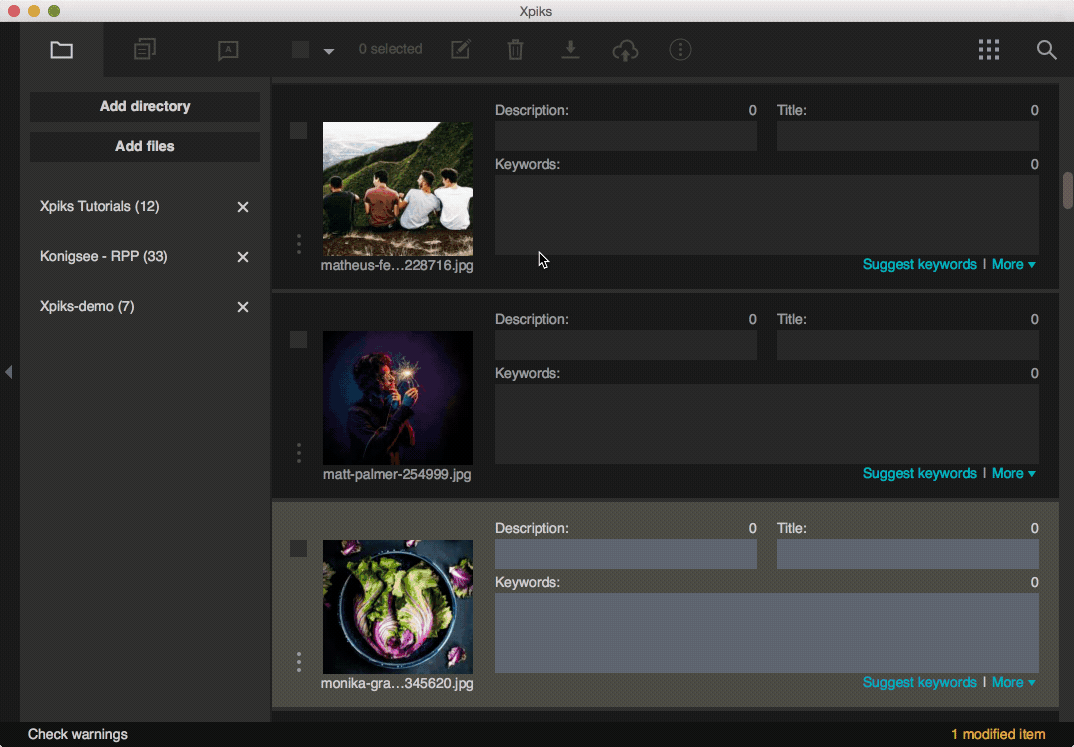 Xpiks
0 selected
Add directory
Add files
Xpiks Tutorials (12)
Konigsee - RPP (33)
Xpiks-demo (7)
Description: 0 Title: 0
Keywords: 0
matheus-fe...228716.jpg
Suggest keywords | More
Description: 0 Title: 0
Keywords: 0
matt-palmer-254999.jpg
Suggest keywords | More
Description: 0 Title: 0
Keywords: 0
monika-gra...345620.jpg
Suggest keywords | More
Check warnings
1 modified item